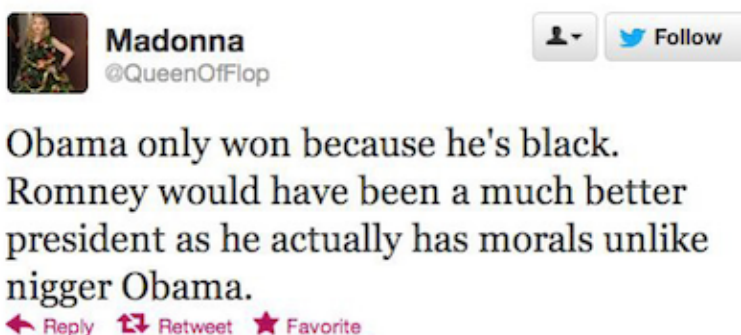 Madonna
Follow
@QueenOfFlop
Obama only won because he's black.
Romney would have been a much better
president as he actually has morals unlike
nigger Obama.
Reply Retweet Favorite